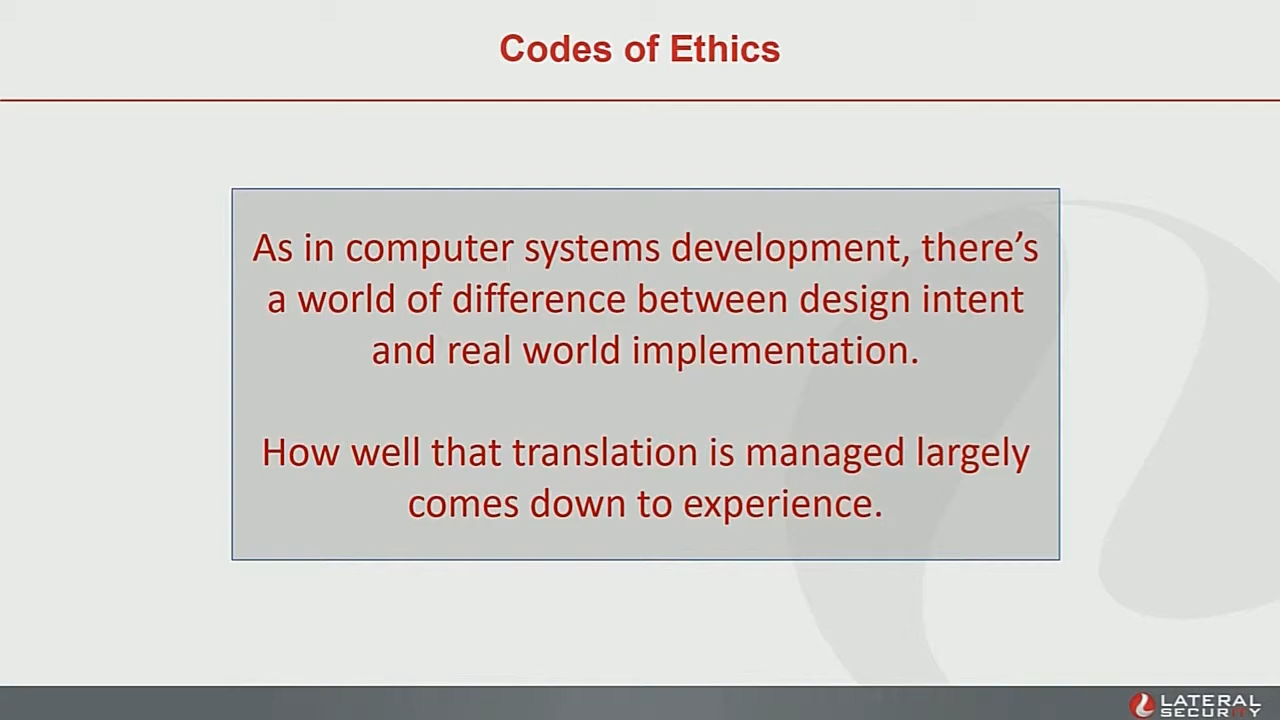 Codes of Ethics
As in computer systems development, there’s
a world of difference between design intent
and real world implementation.
How well that translation is managed largely
comes down to experience.
LATERAL
SECURITY